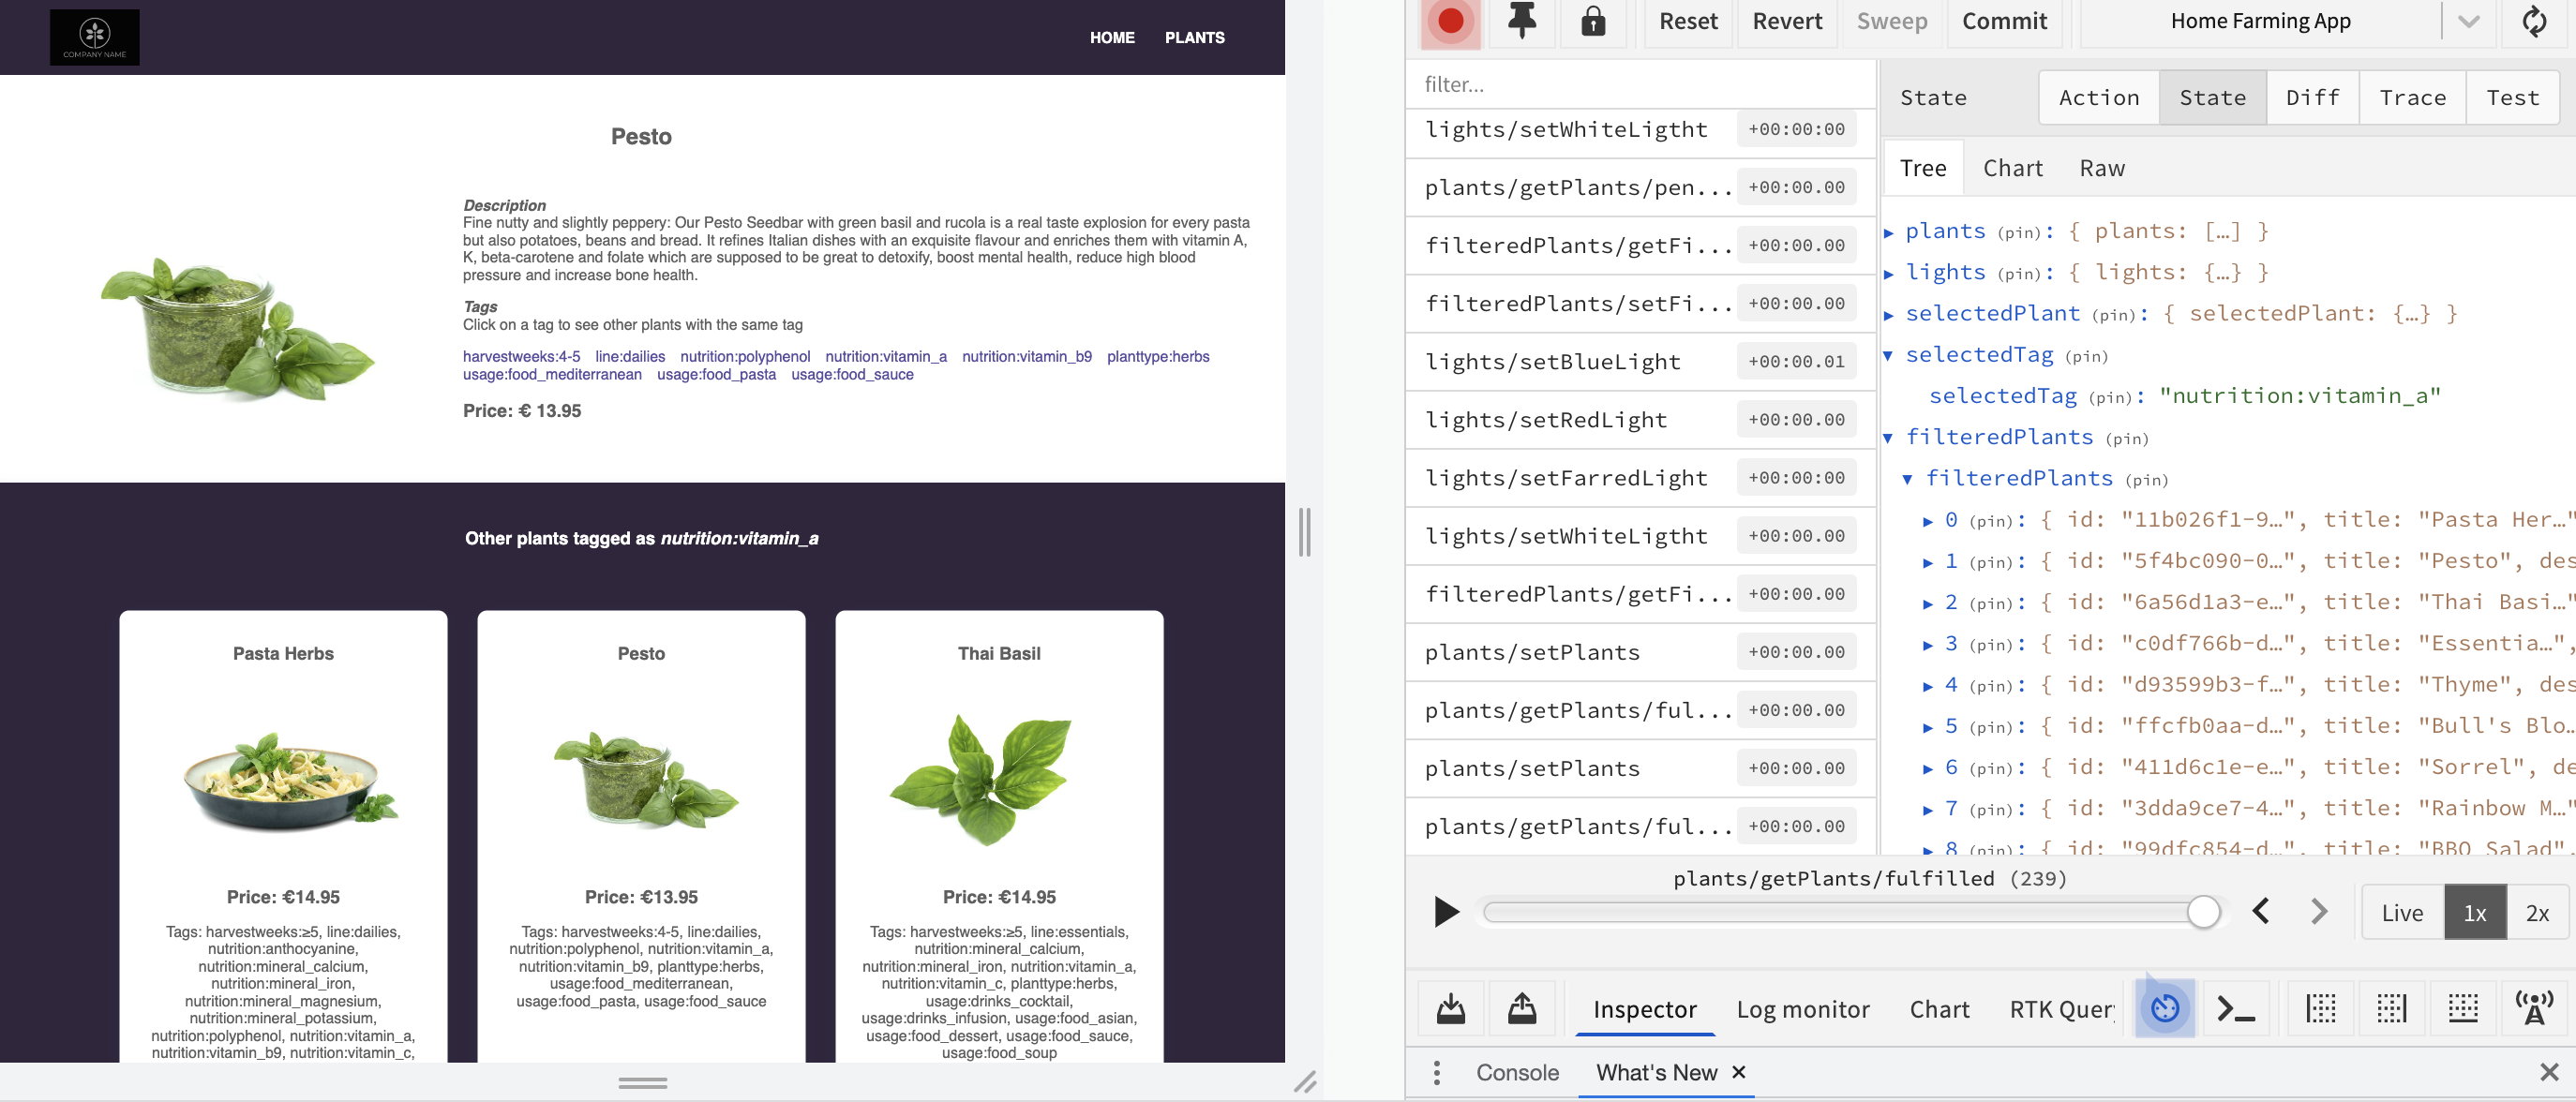 COMPANY NAME
HOME PLANTS
Pesto
Description
Fine nutty and slightly peppery: Our Pesto Seedbar with green basil and rucola is a real taste explosion for every pasta
but also potatoes, beans and bread. It refines Italian dishes with an exquisite flavour and enriches them with vitamin A,
K, beta-carotene and folate which are supposed to be great to detoxify, boost mental health, reduce high blood
pressure and increase bone health.
Tags
Click on a tag to see other plants with the same tag
harvestweeks:4-5 line:dailies nutrition:polyphenol nutrition:vitamin_a nutrition:vitamin_b9 planttype:herbs
usage:food_mediterranean usage:food_pasta usage:food_sauce
Price: € 13.95
Other plants tagged as nutrition:vitamin_a
Pasta Herbs
Price: €14.95
Tags: harvestweeks:≥5, line:dailies,
nutrition:anthocyanine,
nutrition:mineral_calcium,
nutrition:mineral_iron,
nutrition:mineral_magnesium,
nutrition:mineral_potassium,
nutrition:polyphenol, nutrition:vitamin_a,
nutrition:vitamin_b9, nutrition:vitamin_c,
Pesto
Price: €13.95
Tags: harvestweeks:4-5, line:dailies,
nutrition:polyphenol, nutrition:vitamin_a,
nutrition:vitamin_b9, planttype:herbs,
usage:food_mediterranean,
usage:food_pasta, usage:food_sauce
Thai Basil
Price: €14.95
Tags: harvestweeks:≥5, line:essentials,
nutrition:mineral_calcium,
nutrition:mineral_iron, nutrition:vitamin_a,
nutrition:vitamin_c, planttype:herbs,
usage:drinks_cocktail,
usage:drinks_infusion, usage:food_asian,
usage:food_dessert, usage:food_sauce,
usage:food_soup
Reset Revert Sweep Commit Home Farming App
filter...
lights/setWhiteLigtht +00:00:00
plants/getPlants/pen... +00:00.00
filteredPlants/getFi... +00:00.00
filteredPlants/setFi... +00:00.00
lights/setBlueLight +00:00.01
lights/setRedLight +00:00.00
lights/setFarredLight +00:00:00
lights/setWhiteLigtht +00:00.00
filteredPlants/getFi... +00:00.00
plants/setPlants +00:00.00
plants/getPlants/ful... +00:00.00
plants/setPlants +00:00.00
plants/getPlants/ful... +00:00.00
State Action State Diff Trace Test
Tree Chart Raw
▶ plants (pin): { plants: […] }
▶ lights (pin): { lights: {…} }
▶ selectedPlant (pin): { selectedPlant: {…} }
▼ selectedTag (pin)
selectedTag (pin): "nutrition:vitamin_a"
▼ filteredPlants (pin)
▼ filteredPlants (pin)
▶ 0 (pin): { id: "11b026f1-9…", title: "Pasta Her…"
▶ 1 (pin): { id: "5f4bc090-0…", title: "Pesto", des
▶ 2 (pin): { id: "6a56d1a3-e…", title: "Thai Basi…"
▶ 3 (pin): { id: "c0df766b-d…", title: "Essentia…",
▶ 4 (pin): { id: "d93599b3-f…", title: "Thyme", des
▶ 5 (pin): { id: "ffcfb0aa-d…", title: "Bull's Blo…
▶ 6 (pin): { id: "411d6c1e-e…", title: "Sorrel", de
▶ 7 (pin): { id: "3dda9ce7-4…", title: "Rainbow M…"
▶ 8 (pin): { id: "99dfc854-d…", title: "BBQ Salad",
plants/getPlants/fulfilled (239)
Live 1x 2x
Inspector Log monitor Chart RTK Query
Console What's New ×